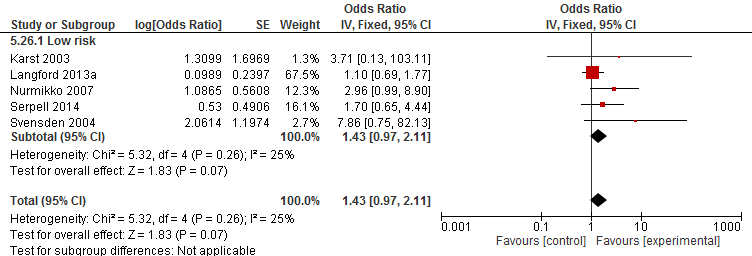 Odds Ratio Odds Ratio
Study or Subgroup log[Odds Ratio] SE Weight IV, Fixed, 95% CI IV, Fixed, 95% CI
5.26.1 Low risk
Karst 2003 1.3099 1.6969 1.3% 3.71 [0.13, 103.11]
Langford 2013a 0.0989 0.2397 67.5% 1.10 [0.69, 1.77]
Nurmikko 2007 1.0865 0.5608 12.3% 2.96 [0.99, 8.90]
Serpell 2014 0.53 0.4906 16.1% 1.70 [0.65, 4.44]
Svensden 2004 2.0614 1.1974 2.7% 7.86 [0.75, 82.13]
Subtotal (95% CI) 100.0% 1.43 [0.97, 2.11]
Heterogeneity: Chi² = 5.32, df = 4 (P = 0.26); I² = 25%
Test for overall effect: Z = 1.83 (P = 0.07)
Total (95% CI) 100.0% 1.43 [0.97, 2.11]
Heterogeneity: Chi² = 5.32, df = 4 (P = 0.26); I² = 25%
Test for overall effect: Z = 1.83 (P = 0.07)
Test for subgroup differences: Not applicable
0.001 0.1 1 10 1000
Favours [control] Favours [experimental]